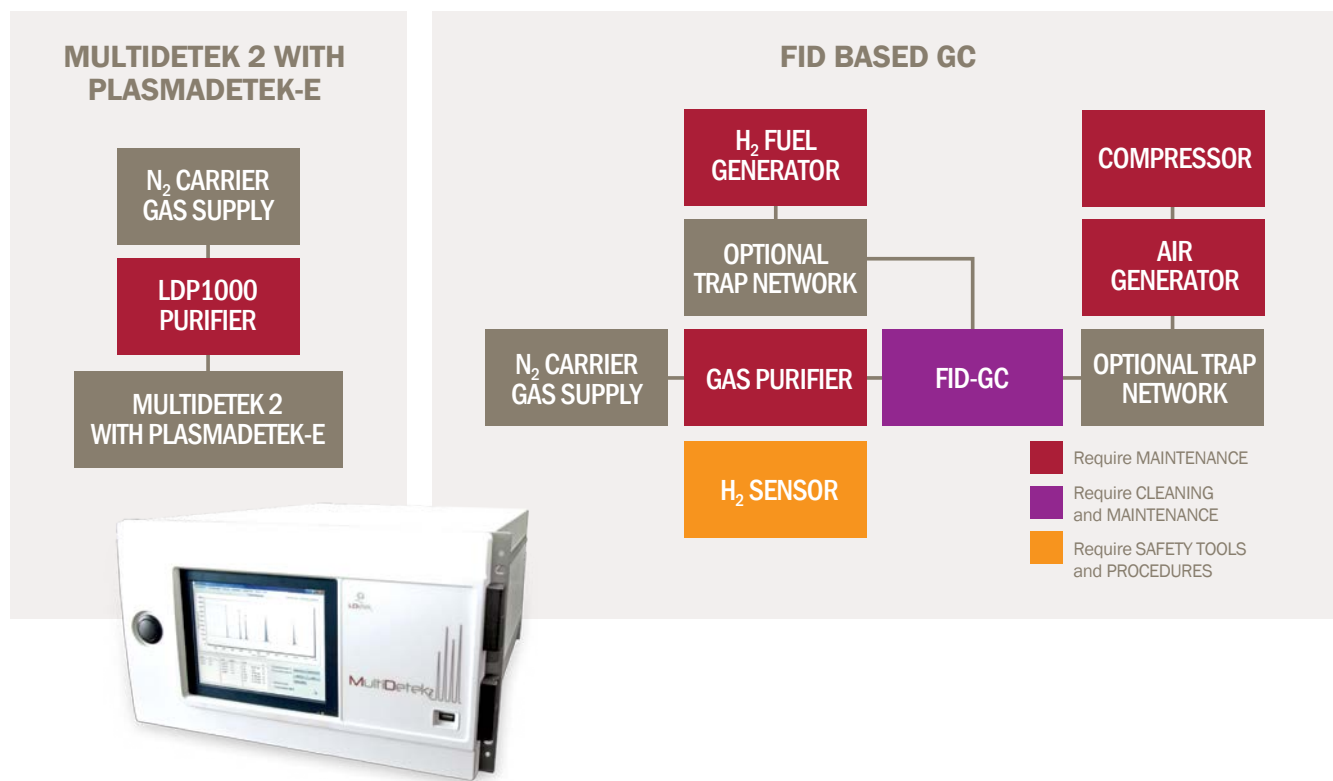 MULTIDETEK 2 WITH
PLASMADETEK-E
N₂ CARRIER
GAS SUPPLY
LDP1000
PURIFIER
MULTIDETEK 2
WITH PLASMADETEK-E
FID BASED GC
H₂ FUEL
GENERATOR
COMPRESSOR
OPTIONAL
TRAP NETWORK
AIR
GENERATOR
N₂ CARRIER
GAS SUPPLY
GAS PURIFIER
FID-GC
OPTIONAL TRAP
NETWORK
H₂ SENSOR
Require MAINTENANCE
Require CLEANING
and MAINTENANCE
Require SAFETY TOOLS
and PROCEDURES
MultiDetek2